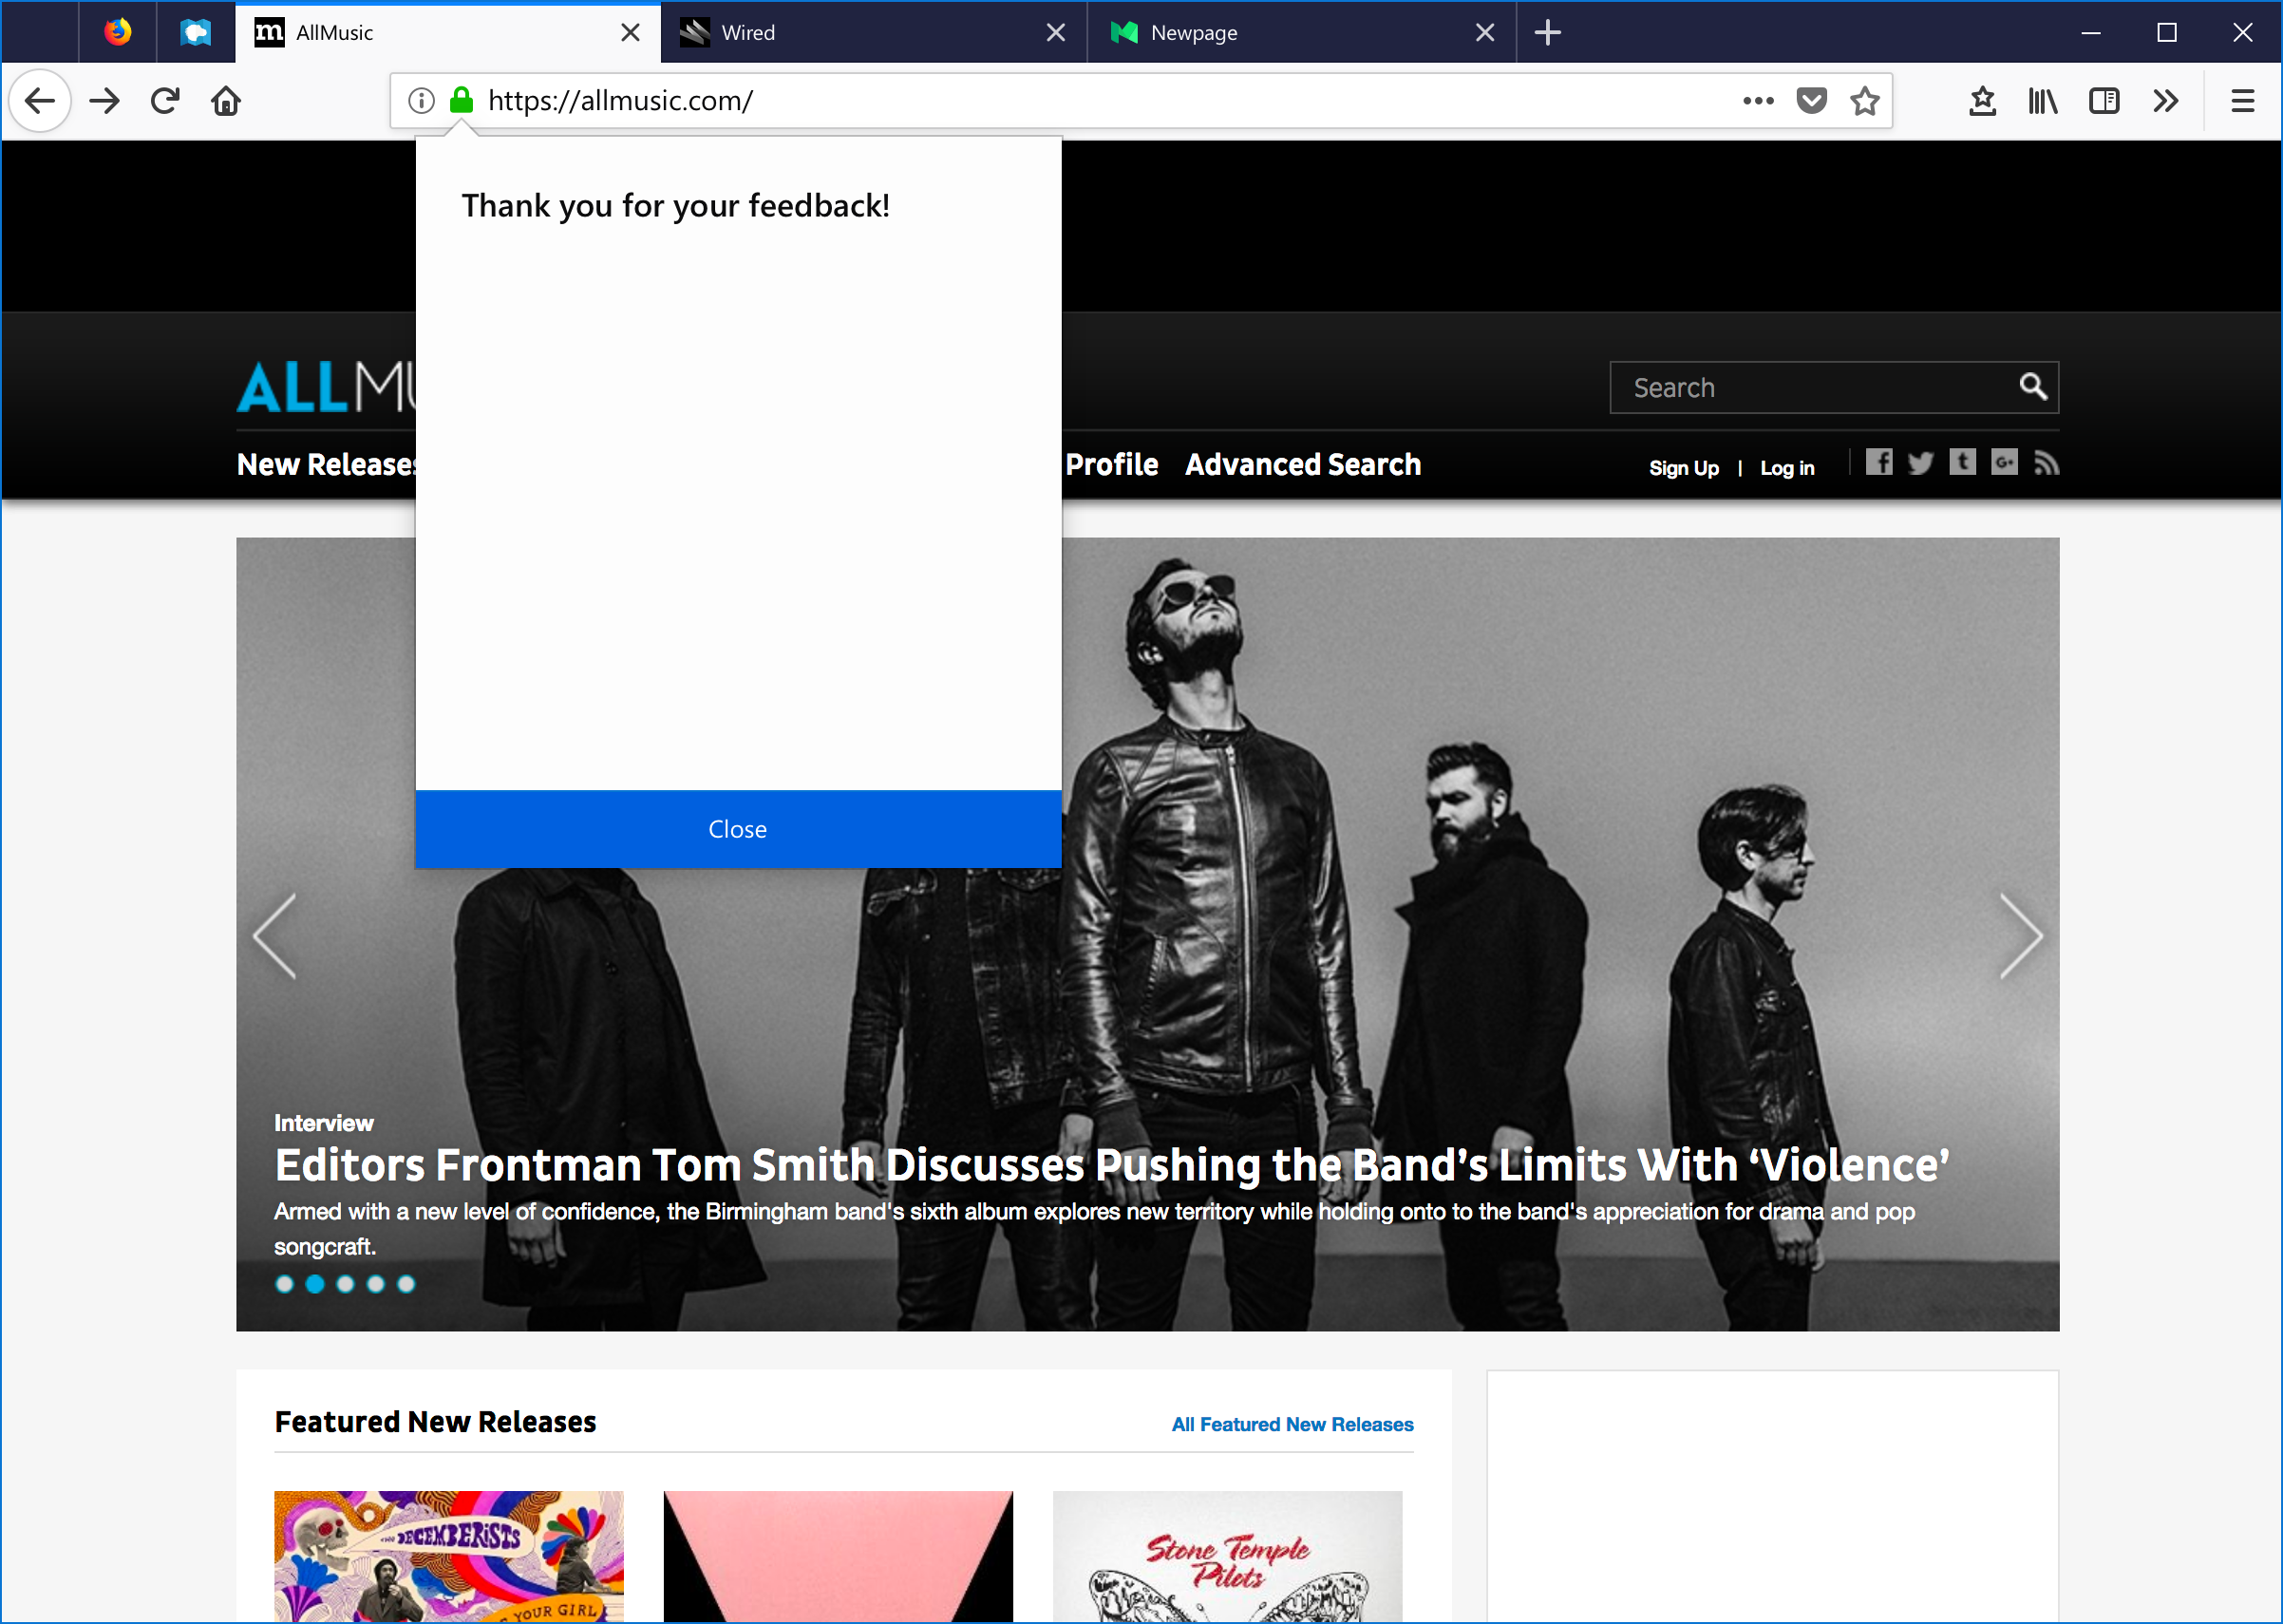 AllMusic
Wired
Newpage
https://allmusic.com/
Thank you for your feedback!
ALLMU
Search
New Releases
Profile
Advanced Search
Sign Up | Log in
Close
Interview
Editors Frontman Tom Smith Discusses Pushing the Band’s Limits With ‘Violence’
Armed with a new level of confidence, the Birmingham band's sixth album explores new territory while holding onto to the band's appreciation for drama and pop
songcraft.
Featured New Releases
All Featured New Releases
THE DECEMBERISTS
YOUR GIRL
Stone Temple
Pilots